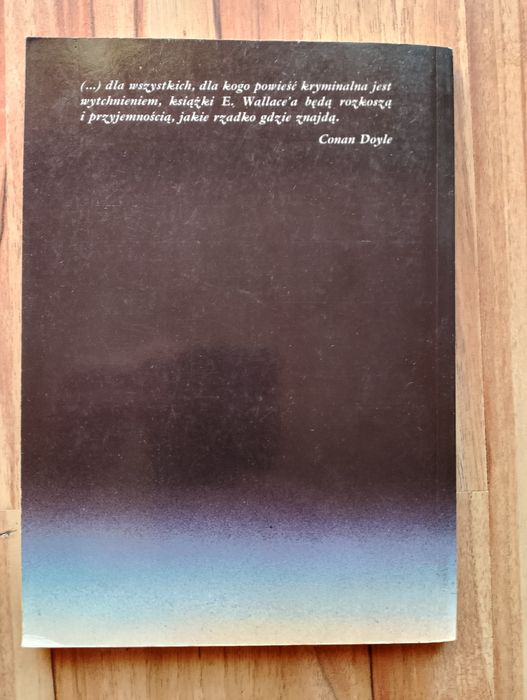 (...) dla wszystkich, dla kogo powieść kryminalna jest
wytchnieniem, książki E. Wallace'a będą rozkoszą
i przyjemnością, jakie rzadko gdzie znajdą.
Conan Doyle